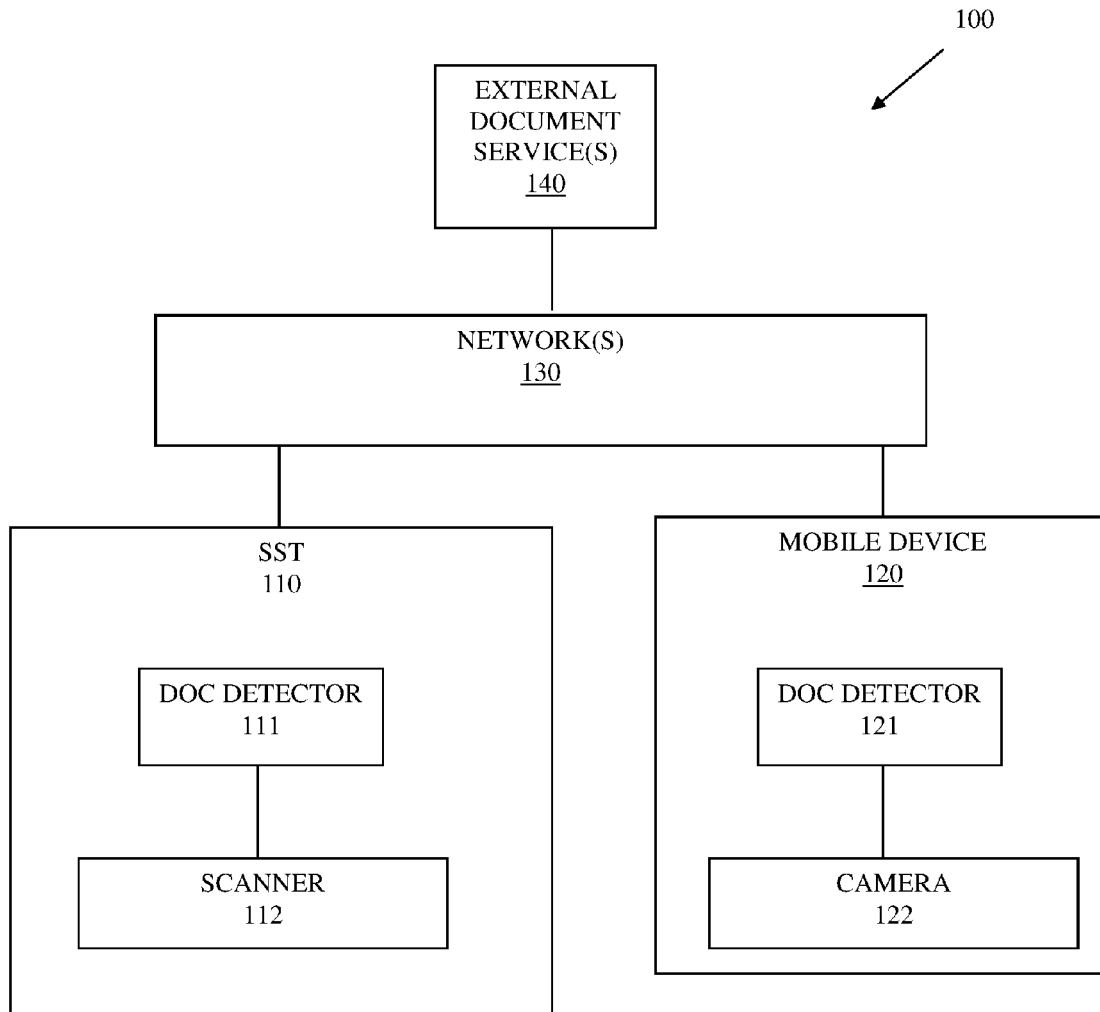 100
EXTERNAL
DOCUMENT
SERVICE(S)
140
NETWORK(S)
130
SST
110
DOC DETECTOR
111
SCANNER
112
MOBILE DEVICE
120
DOC DETECTOR
121
CAMERA
122